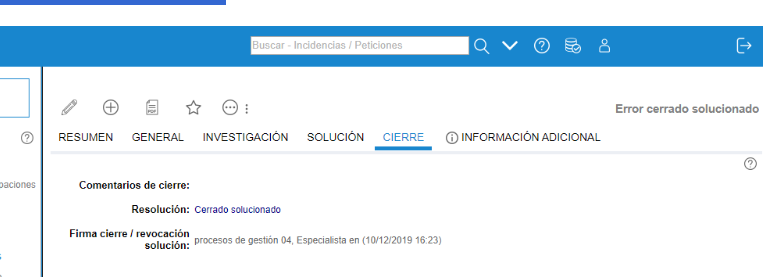 Buscar - Incidencias / Peticiones
Error cerrado solucionado
RESUMEN GENERAL INVESTIGACIÓN SOLUCIÓN CIERRE INFORMACIÓN ADICIONAL
paciones
Comentarios de cierre:
Resolución: Cerrado solucionado
Firma cierre / revocación
solución: procesos de gestión 04, Especialista en (10/12/2019 16:23)
s